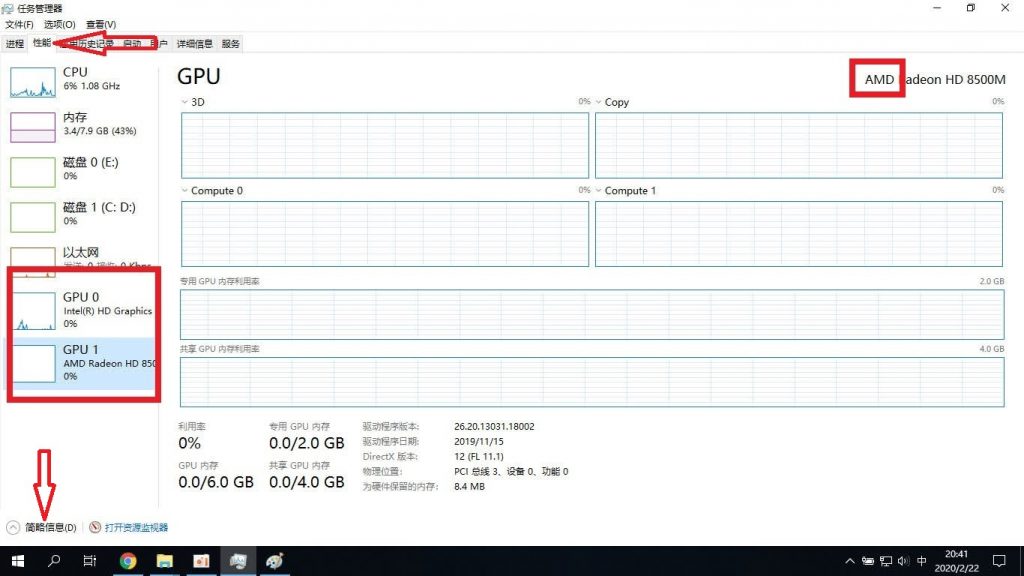 任务管理器
文件(F) 选项(O) 查看(V)
进程 性能 历史记录 启动 用户 详细信息 服务
CPU
6% 1.08 GHz
内存
3.4/7.9 GB (43%)
磁盘 0 (E:)
0%
磁盘 1 (C: D:)
0%
以太网
发送: 0 接收: 0 Kbps
GPU 0
Intel(R) HD Graphics
0%
GPU 1
AMD Radeon HD 850
0%
GPU
AMD Radeon HD 8500M
3D 0%
Copy 0%
Compute 0 0%
Compute 1 0%
专用 GPU 内存利用率 2.0 GB
共享 GPU 内存利用率 4.0 GB
利用率
0%
专用 GPU 内存
0.0/2.0 GB
GPU 内存
0.0/6.0 GB
共享 GPU 内存
0.0/4.0 GB
驱动程序版本: 26.20.13031.18002
驱动程序日期: 2019/11/15
DirectX 版本: 12 (FL 11.1)
物理位置: PCI 总线 3、设备 0、功能 0
为硬件保留的内存: 8.4 MB
简略信息(D) 打开资源监视器
中
20:41
2020/2/22